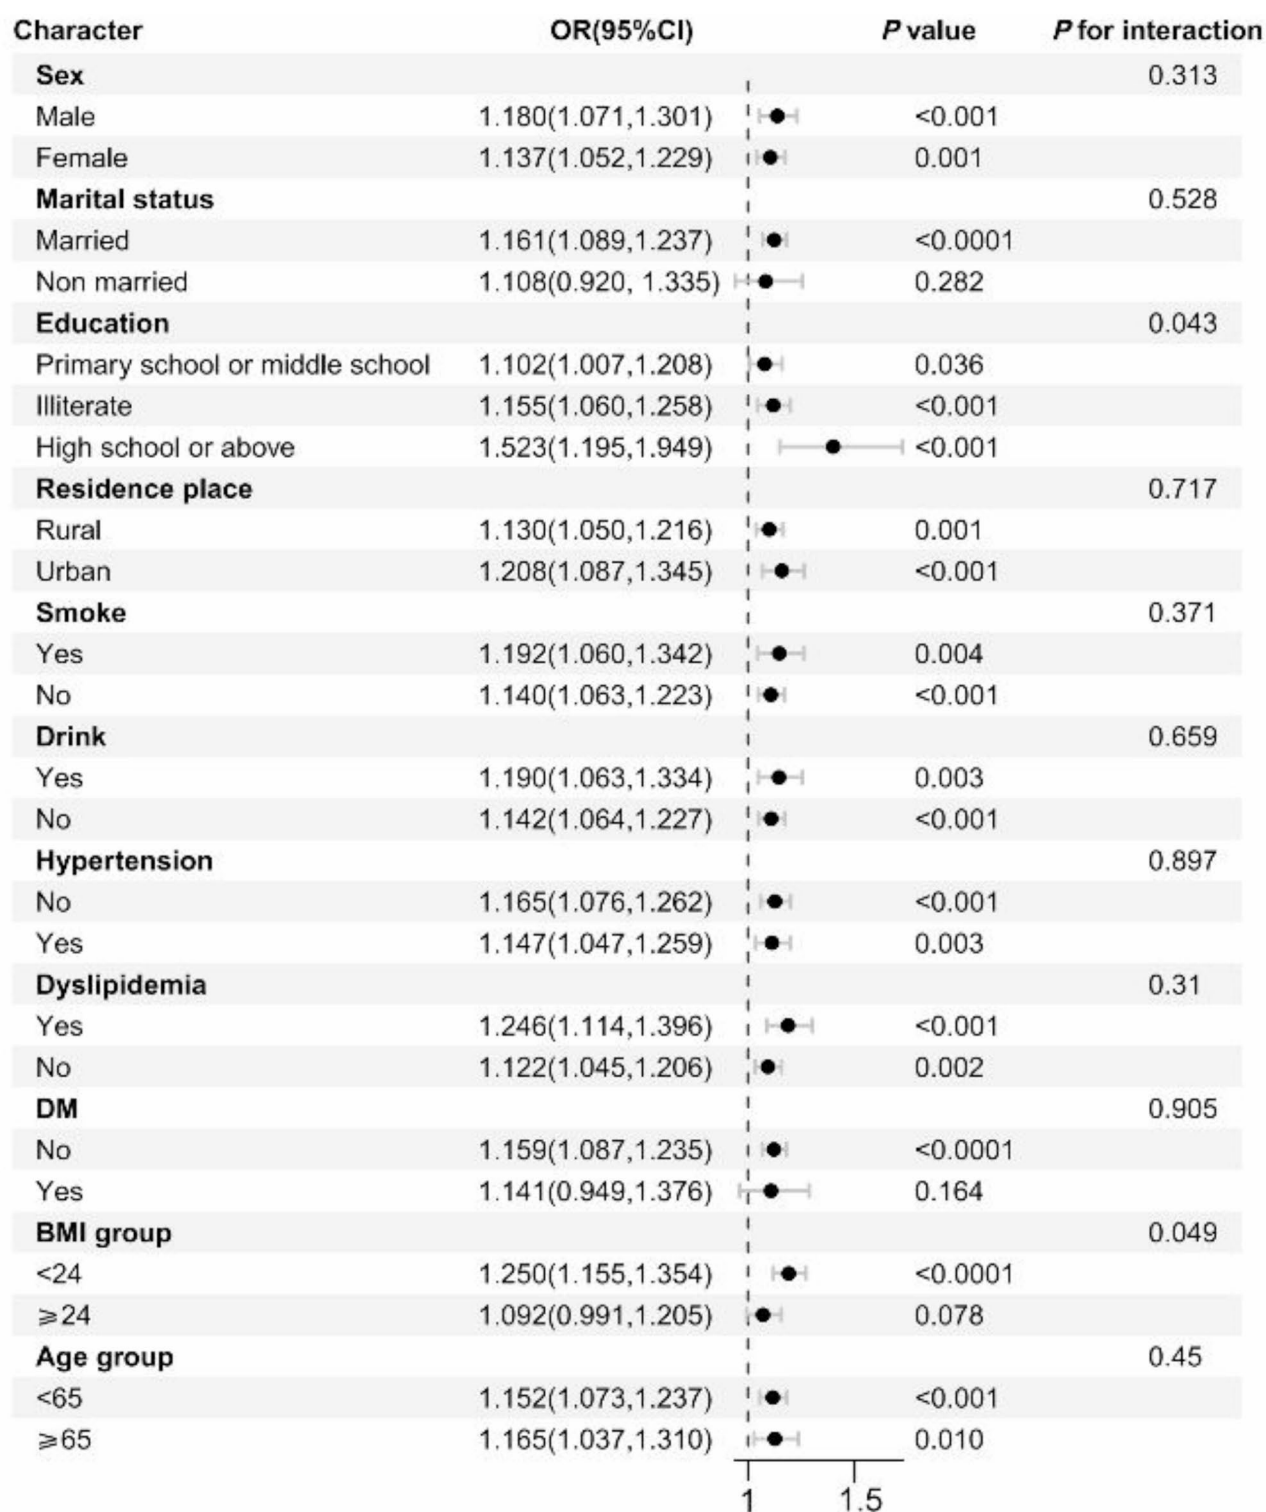 Character OR(95%CI) P value P for interaction
Sex 0.313
Male 1.180(1.071,1.301) <0.001
Female 1.137(1.052,1.229) 0.001
Marital status 0.528
Married 1.161(1.089,1.237) <0.0001
Non married 1.108(0.920, 1.335) 0.282
Education 0.043
Primary school or middle school 1.102(1.007,1.208) 0.036
Illiterate 1.155(1.060,1.258) <0.001
High school or above 1.523(1.195,1.949) <0.001
Residence place 0.717
Rural 1.130(1.050,1.216) 0.001
Urban 1.208(1.087,1.345) <0.001
Smoke 0.371
Yes 1.192(1.060,1.342) 0.004
No 1.140(1.063,1.223) <0.001
Drink 0.659
Yes 1.190(1.063,1.334) 0.003
No 1.142(1.064,1.227) <0.001
Hypertension 0.897
No 1.165(1.076,1.262) <0.001
Yes 1.147(1.047,1.259) 0.003
Dyslipidemia 0.31
Yes 1.246(1.114,1.396) <0.001
No 1.122(1.045,1.206) 0.002
DM 0.905
No 1.159(1.087,1.235) <0.0001
Yes 1.141(0.949,1.376) 0.164
BMI group 0.049
<24 1.250(1.155,1.354) <0.0001
⩾24 1.092(0.991,1.205) 0.078
Age group 0.45
<65 1.152(1.073,1.237) <0.001
⩾65 1.165(1.037,1.310) 0.010
1 1.5